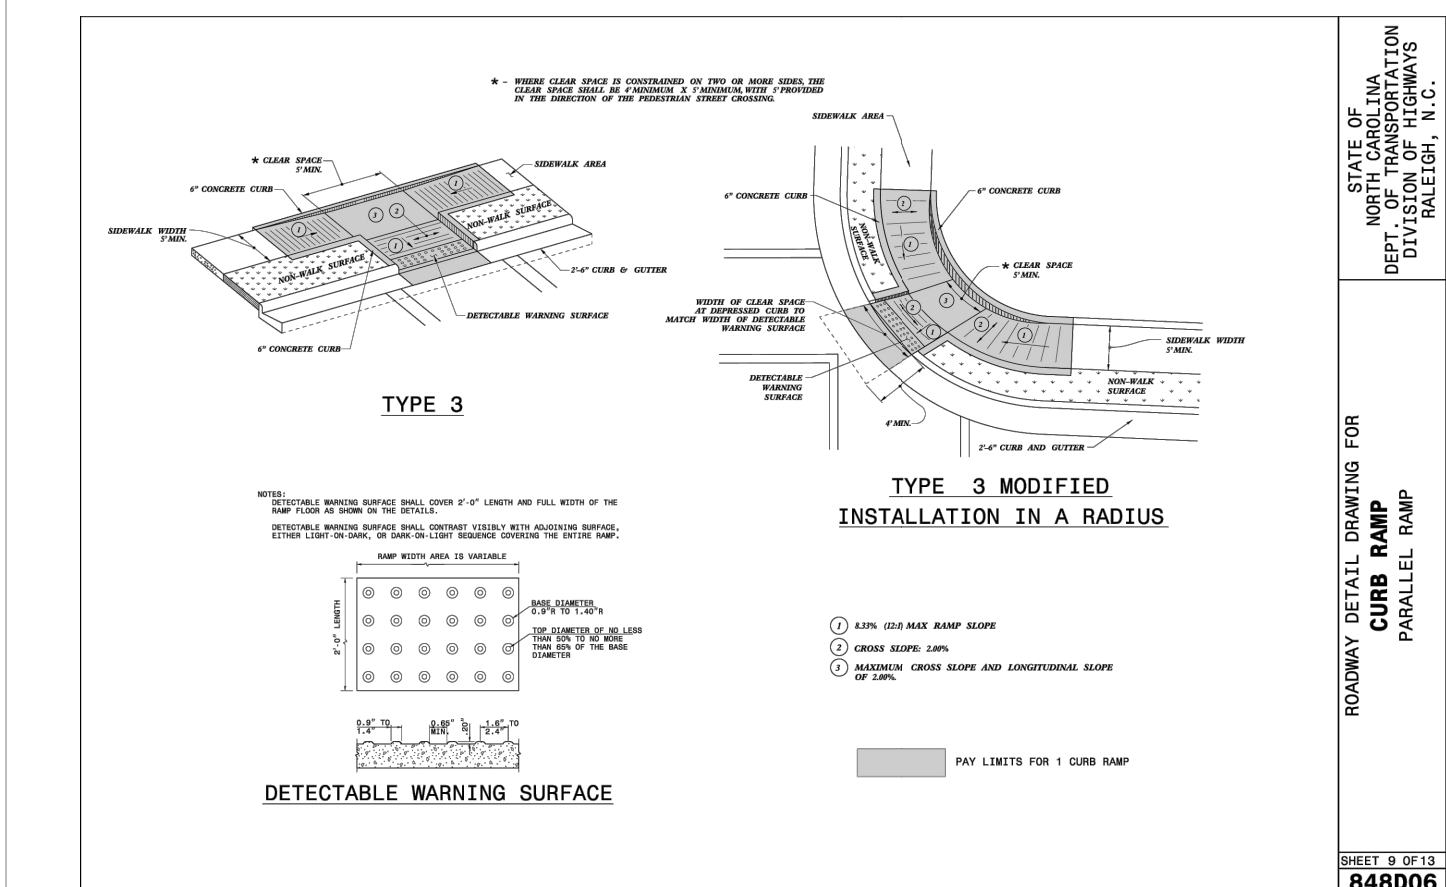 * – WHERE CLEAR SPACE IS CONSTRAINED ON TWO OR MORE SIDES, THE
CLEAR SPACE SHALL BE 4' MINIMUM X 5' MINIMUM, WITH 5' PROVIDED
IN THE DIRECTION OF THE PEDESTRIAN STREET CROSSING.
* CLEAR SPACE
5' MIN.
SIDEWALK AREA
6" CONCRETE CURB
SIDEWALK WIDTH
5' MIN.
1
3
2
1
1
NON-WALK SURFACE
NON-WALK SURFACE
2'-6" CURB & GUTTER
DETECTABLE WARNING SURFACE
6" CONCRETE CURB
TYPE 3
SIDEWALK AREA
6" CONCRETE CURB
6" CONCRETE CURB
2
1
NON-WALK
SURFACE
* CLEAR SPACE
5' MIN.
WIDTH OF CLEAR SPACE
AT DEPRESSED CURB TO
MATCH WIDTH OF DETECTABLE
WARNING SURFACE
2
3
1
2
1
SIDEWALK WIDTH
5' MIN.
DETECTABLE
WARNING
SURFACE
NON-WALK
SURFACE
4' MIN.
2'-6" CURB AND GUTTER
TYPE 3 MODIFIED
INSTALLATION IN A RADIUS
NOTES:
DETECTABLE WARNING SURFACE SHALL COVER 2'-0" LENGTH AND FULL WIDTH OF THE
RAMP FLOOR AS SHOWN ON THE DETAILS.
DETECTABLE WARNING SURFACE SHALL CONTRAST VISIBLY WITH ADJOINING SURFACE,
EITHER LIGHT-ON-DARK, OR DARK-ON-LIGHT SEQUENCE COVERING THE ENTIRE RAMP.
RAMP WIDTH AREA IS VARIABLE
2'-0" LENGTH
BASE DIAMETER
0.9"R TO 1.40"R
TOP DIAMETER OF NO LESS
THAN 50% TO NO MORE
THAN 65% OF THE BASE
DIAMETER
0.9" TO
1.4"
0.65"
MIN.
.20"
1.6" TO
2.4"
DETECTABLE WARNING SURFACE
1 8.33% (12:1) MAX RAMP SLOPE
2 CROSS SLOPE: 2.00%
3 MAXIMUM CROSS SLOPE AND LONGITUDINAL SLOPE
OF 2.00%.
PAY LIMITS FOR 1 CURB RAMP
STATE OF
NORTH CAROLINA
DEPT. OF TRANSPORTATION
DIVISION OF HIGHWAYS
RALEIGH, N.C.
ROADWAY DETAIL DRAWING FOR
CURB RAMP
PARALLEL RAMP
SHEET 9 OF 13
848D06